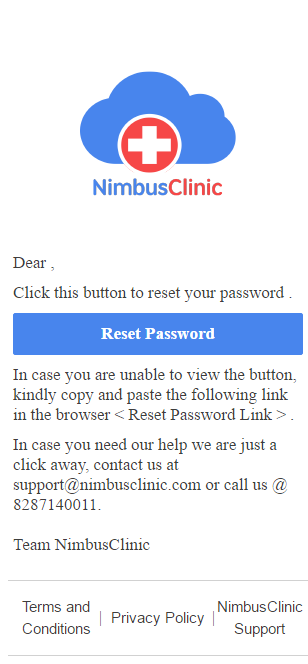 NimbusClinic
Dear ,
Click this button to reset your password .
Reset Password
In case you are unable to view the button,
kindly copy and paste the following link
in the browser < Reset Password Link > .
In case you need our help we are just a
click away, contact us at
support@nimbusclinic.com or call us @
8287140011.
Team NimbusClinic
Terms and
Conditions
| Privacy Policy |
NimbusClinic
Support